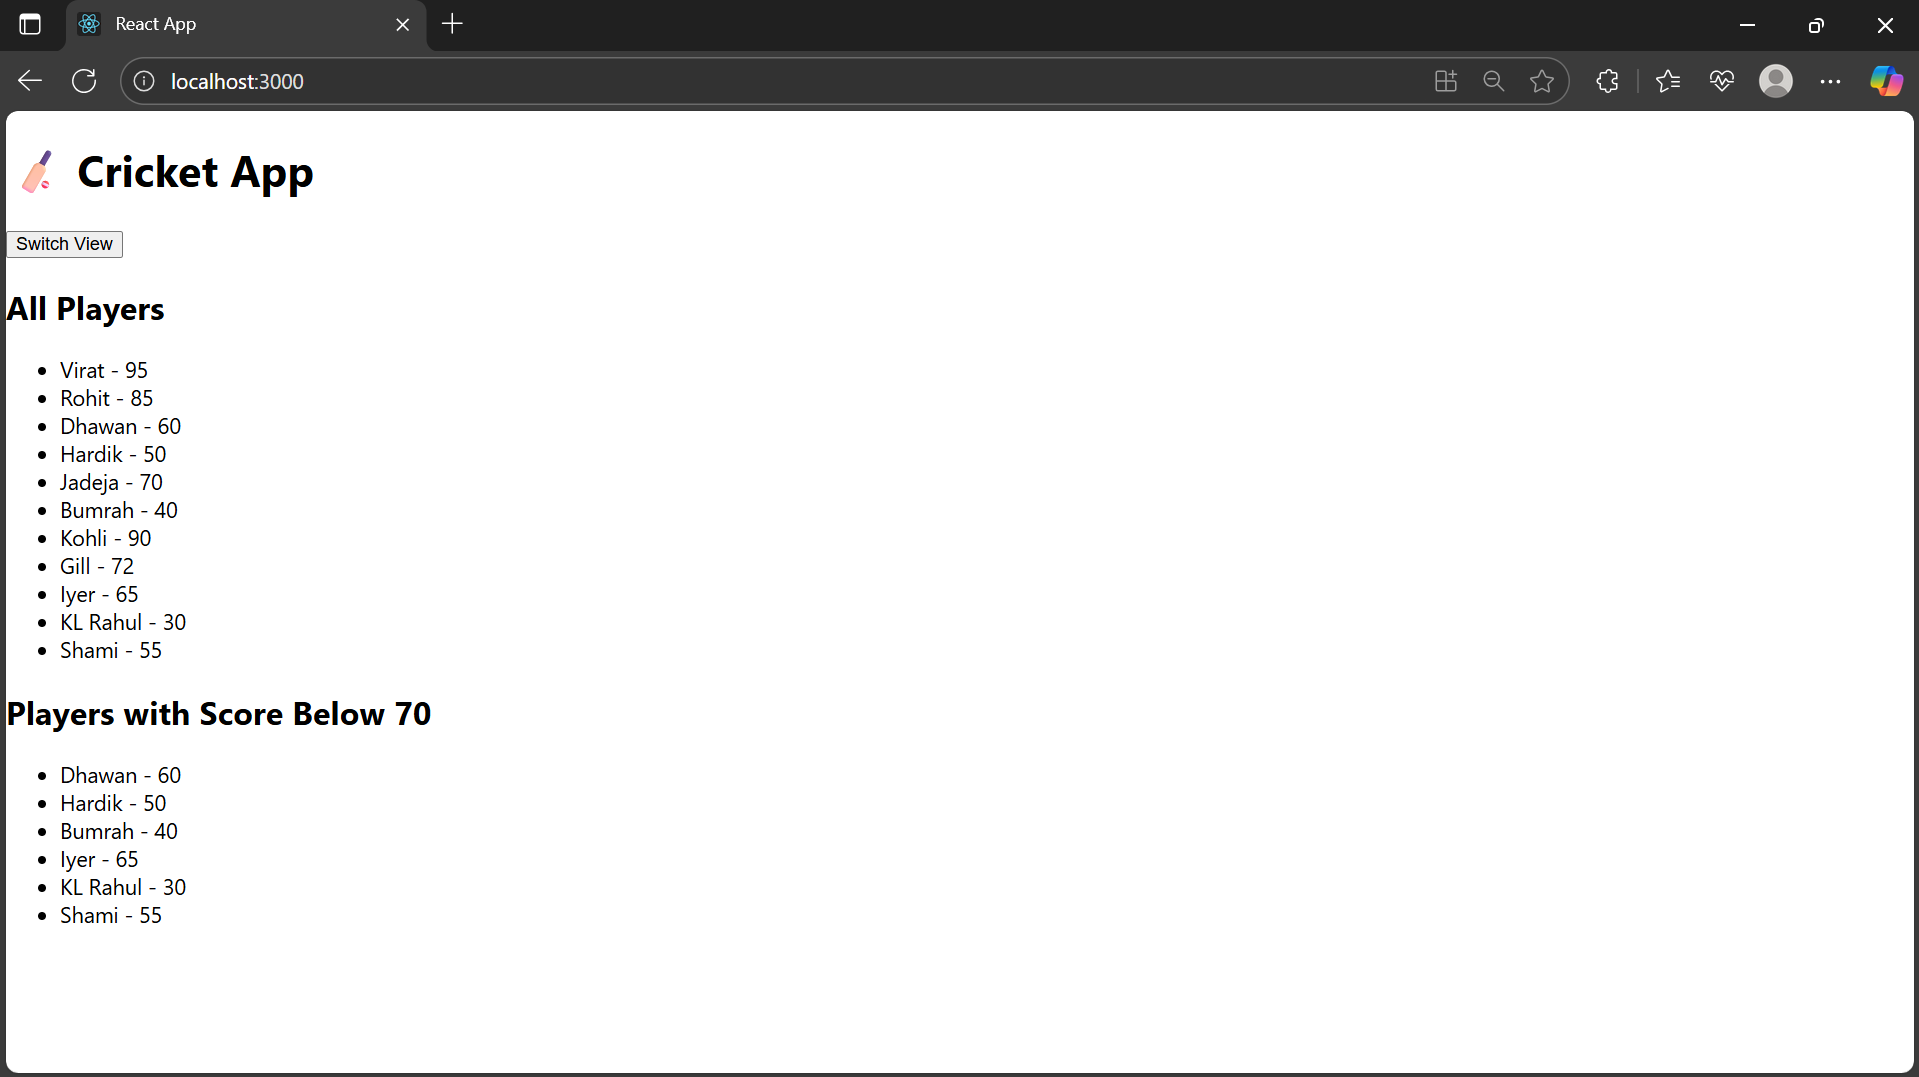 React App
localhost:3000
Cricket App
Switch View
All Players
Virat - 95
Rohit - 85
Dhawan - 60
Hardik - 50
Jadeja - 70
Bumrah - 40
Kohli - 90
Gill - 72
Iyer - 65
KL Rahul - 30
Shami - 55
Players with Score Below 70
Dhawan - 60
Hardik - 50
Bumrah - 40
Iyer - 65
KL Rahul - 30
Shami - 55